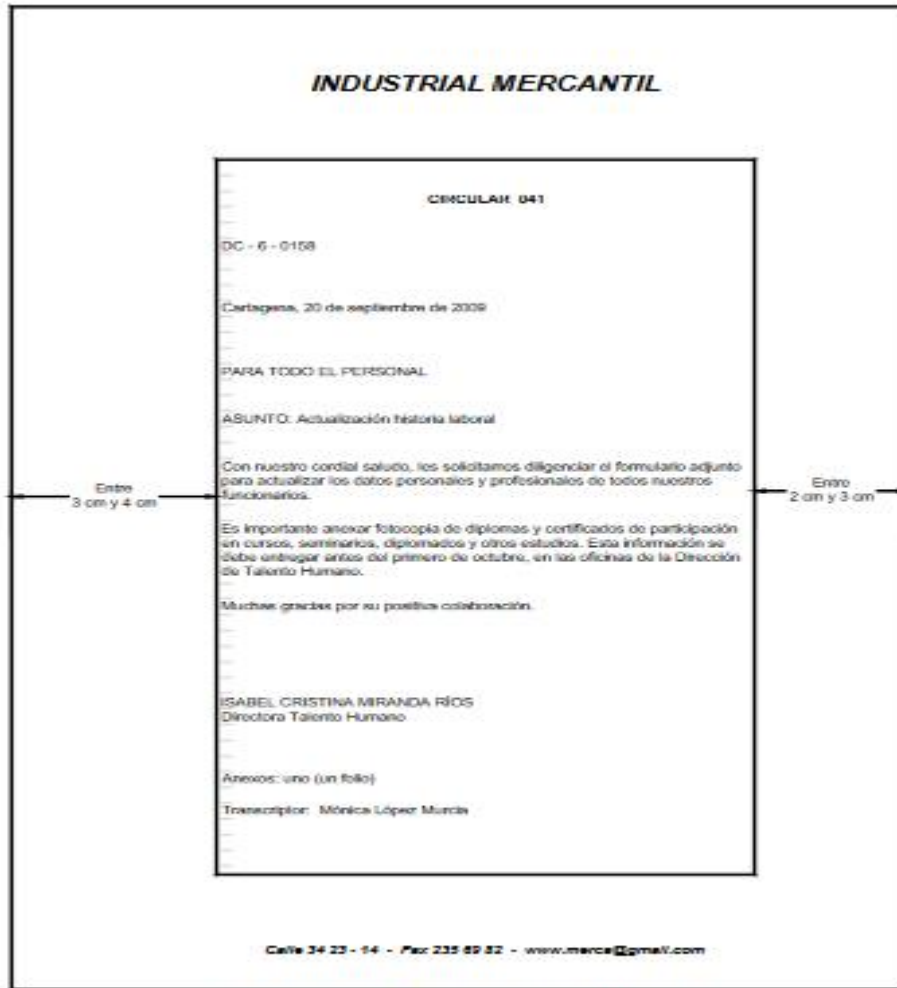 INDUSTRIAL MERCANTIL
CIRCULAR 041
DC - 6 - 0158
Cartagena, 20 de septiembre de 2009
PARA TODO EL PERSONAL
ASUNTO: Actualización historia laboral
Con nuestro cordial saludo, les solicitamos diligenciar el formulario adjunto
para actualizar los datos personales y profesionales de todos nuestros
funcionarios.
Entre
3 cm y 4 cm
Entre
2 cm y 3 cm
Es importante anexar fotocopia de diplomas y certificados de participación
en cursos, seminarios, diplomados y otros estudios. Esta información se
debe entregar antes del primero de octubre, en las oficinas de la Dirección
de Talento Humano.
Muchas gracias por su positiva colaboración.
ISABEL CRISTINA MIRANDA RÍOS
Directora Talento Humano
Anexos: uno (un folio)
Transcriptor: Mónica López Murcia
Calle 34 23 - 14 - Fax 235 69 82 - www.merca@gmail.com